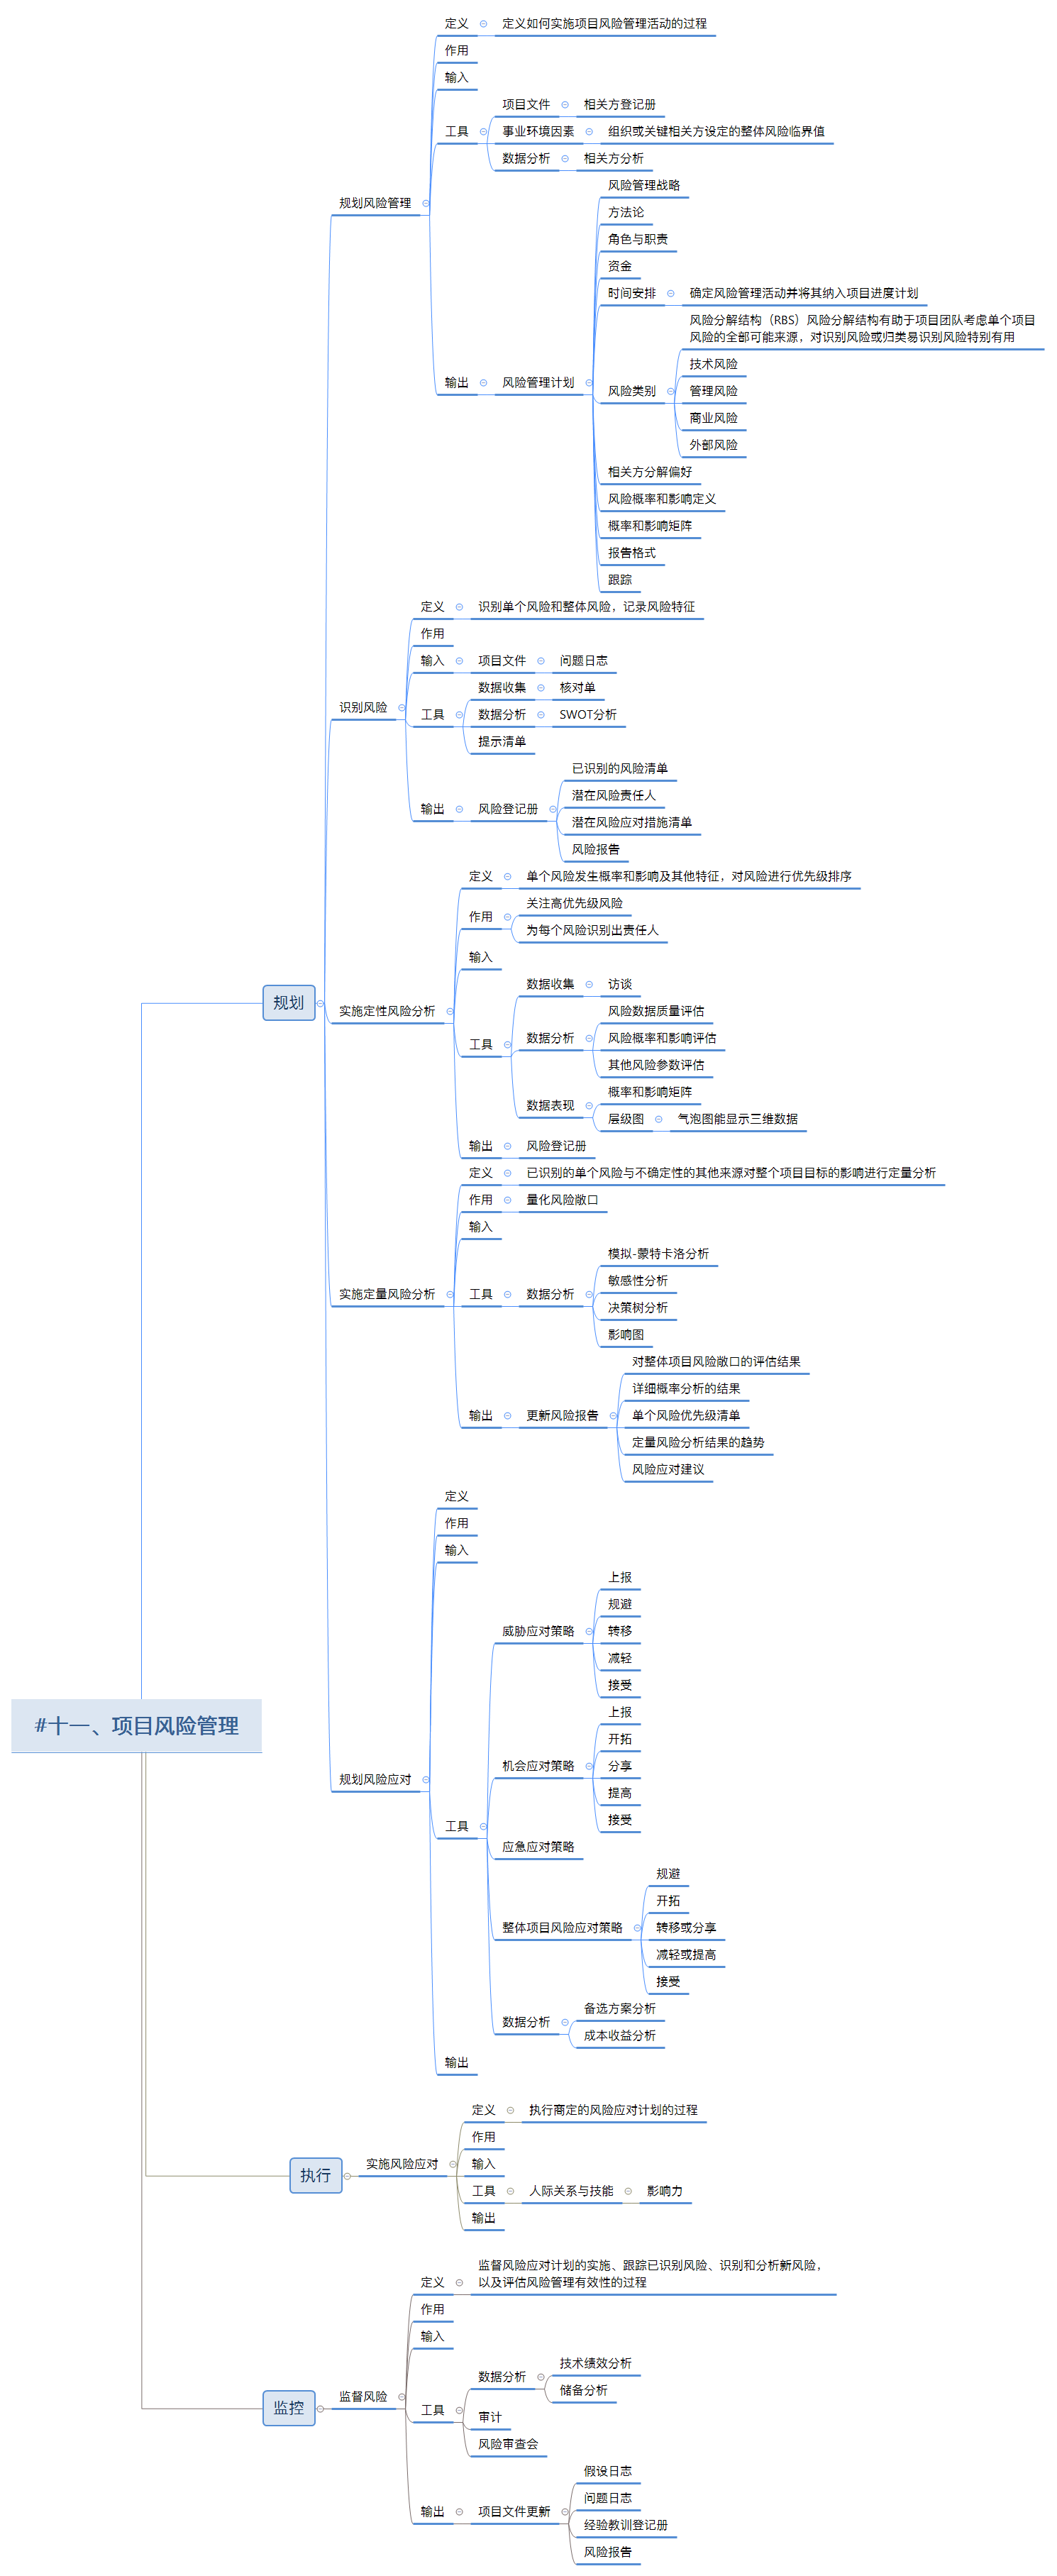 #十一、项目风险管理
规划
规划风险管理
定义
定义如何实施项目风险管理活动的过程
作用
输入
工具
项目文件
相关方登记册
事业环境因素
组织或关键相关方设定的整体风险临界值
数据分析
相关方分析
输出
风险管理计划
风险管理战略
方法论
角色与职责
资金
时间安排
确定风险管理活动并将其纳入项目进度计划
风险类别
风险分解结构（RBS）风险分解结构有助于项目团队考虑单个项目
风险的全部可能来源，对识别风险或归类易识别风险特别有用
技术风险
管理风险
商业风险
外部风险
相关方分解偏好
风险概率和影响定义
概率和影响矩阵
报告格式
跟踪
识别风险
定义
识别单个风险和整体风险，记录风险特征
作用
输入
项目文件
问题日志
工具
数据收集
核对单
数据分析
SWOT分析
提示清单
输出
风险登记册
已识别的风险清单
潜在风险责任人
潜在风险应对措施清单
风险报告
实施定性风险分析
定义
单个风险发生概率和影响及其他特征，对风险进行优先级排序
作用
关注高优先级风险
为每个风险识别出责任人
输入
工具
数据收集
访谈
数据分析
风险数据质量评估
风险概率和影响评估
其他风险参数评估
数据表现
概率和影响矩阵
层级图
气泡图能显示三维数据
输出
风险登记册
实施定量风险分析
定义
已识别的单个风险与不确定性的其他来源对整个项目目标的影响进行定量分析
作用
量化风险敞口
输入
工具
数据分析
模拟-蒙特卡洛分析
敏感性分析
决策树分析
影响图
输出
更新风险报告
对整体项目风险敞口的评估结果
详细概率分析的结果
单个风险优先级清单
定量风险分析结果的趋势
风险应对建议
规划风险应对
定义
作用
输入
工具
威胁应对策略
上报
规避
转移
减轻
接受
机会应对策略
上报
开拓
分享
提高
接受
应急应对策略
整体项目风险应对策略
规避
开拓
转移或分享
减轻或提高
接受
数据分析
备选方案分析
成本收益分析
输出
执行
实施风险应对
定义
执行商定的风险应对计划的过程
作用
输入
工具
人际关系与技能
影响力
输出
监控
监督风险
定义
监督风险应对计划的实施、跟踪已识别风险、识别和分析新风险，
以及评估风险管理有效性的过程
作用
输入
工具
数据分析
技术绩效分析
储备分析
审计
风险审查会
输出
项目文件更新
假设日志
问题日志
经验教训登记册
风险报告